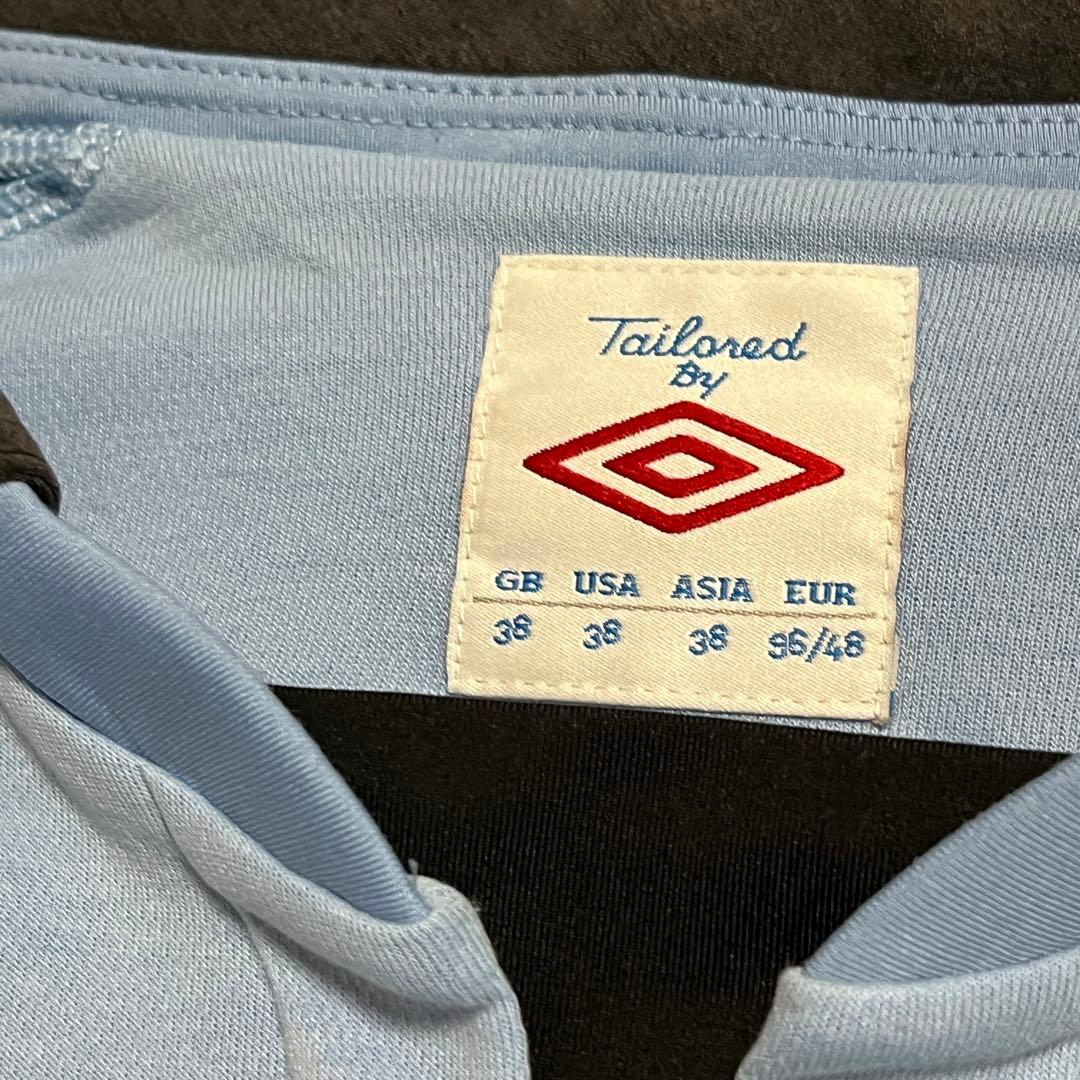 Tailored
By
GB USA ASIA EUR
38 38 38 96/48